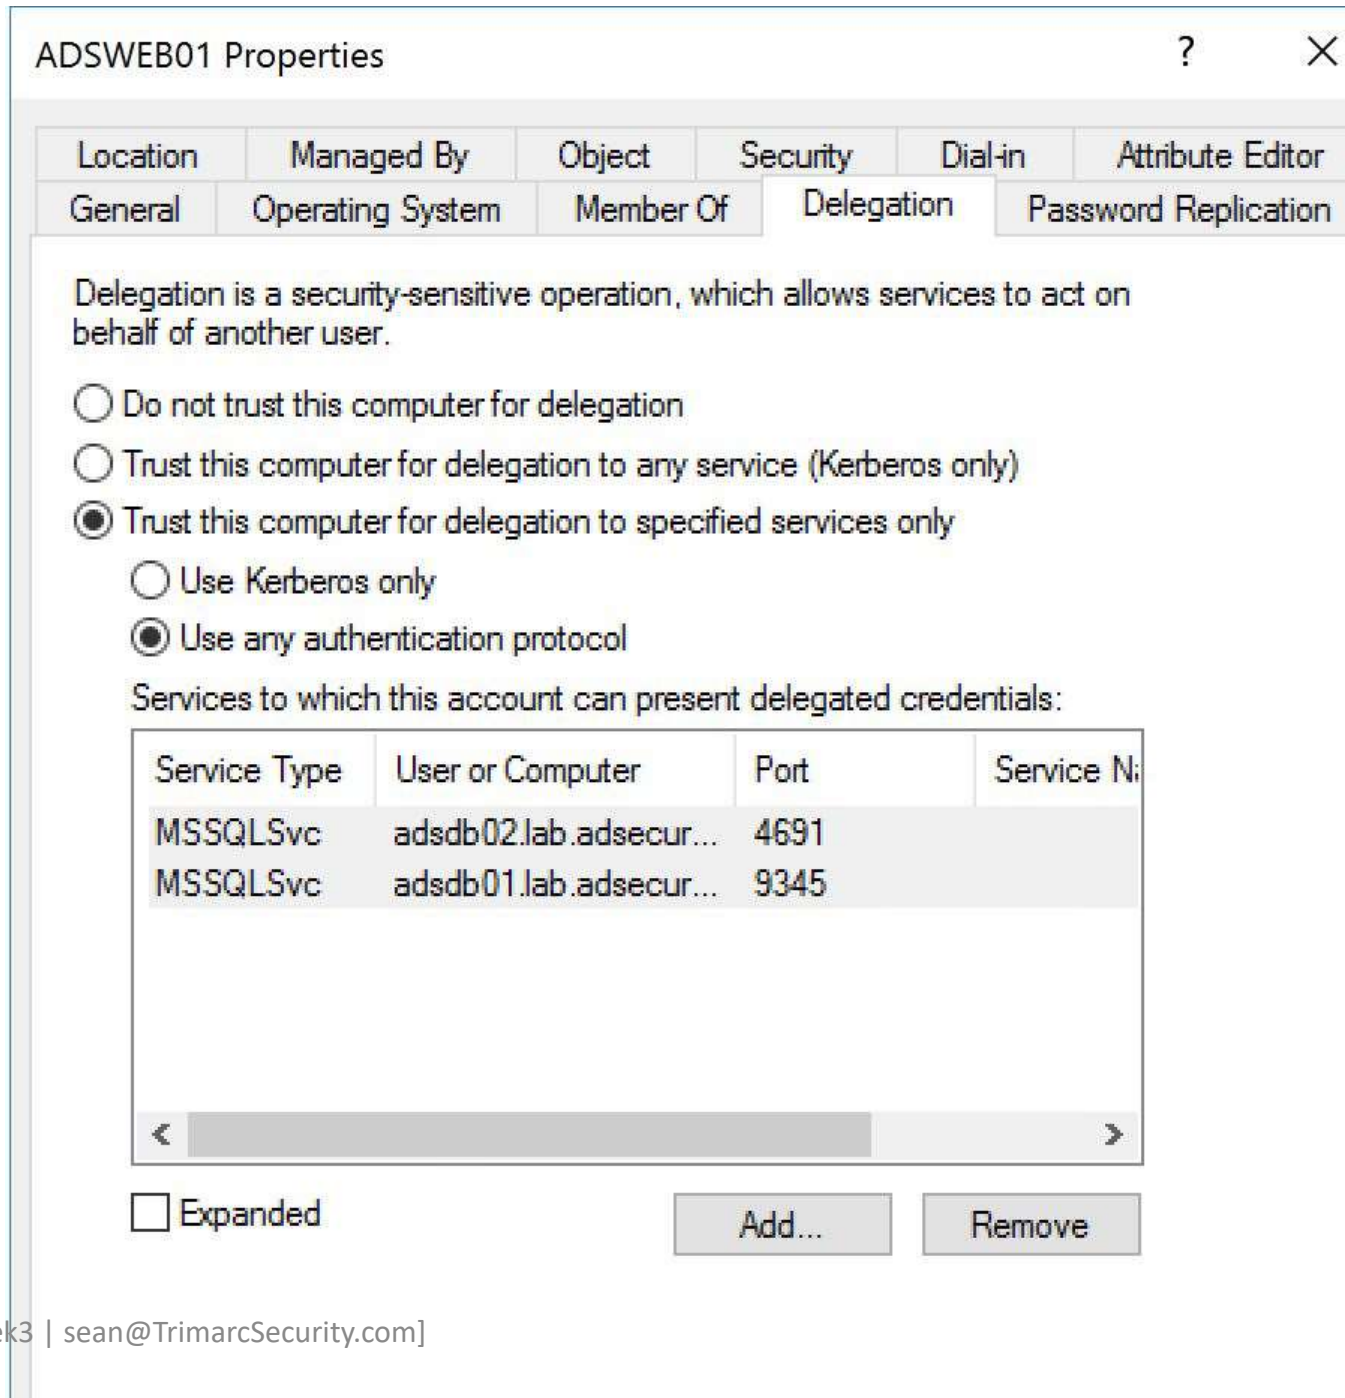 ADSWEB01 Properties ? X
Location Managed By Object Security Dial-in Attribute Editor
General Operating System Member Of Delegation Password Replication
Delegation is a security-sensitive operation, which allows services to act on
behalf of another user.
Do not trust this computer for delegation
Trust this computer for delegation to any service (Kerberos only)
Trust this computer for delegation to specified services only
Use Kerberos only
Use any authentication protocol
Services to which this account can present delegated credentials:
Service Type User or Computer Port Service
MSSQLSvc adsdb02.lab.adsecur... 4691
MSSQLSvc adsdb01.lab.adsecur... 9345
Expanded Add... Remove
k3 | sean@TrimarcSecurity.com]